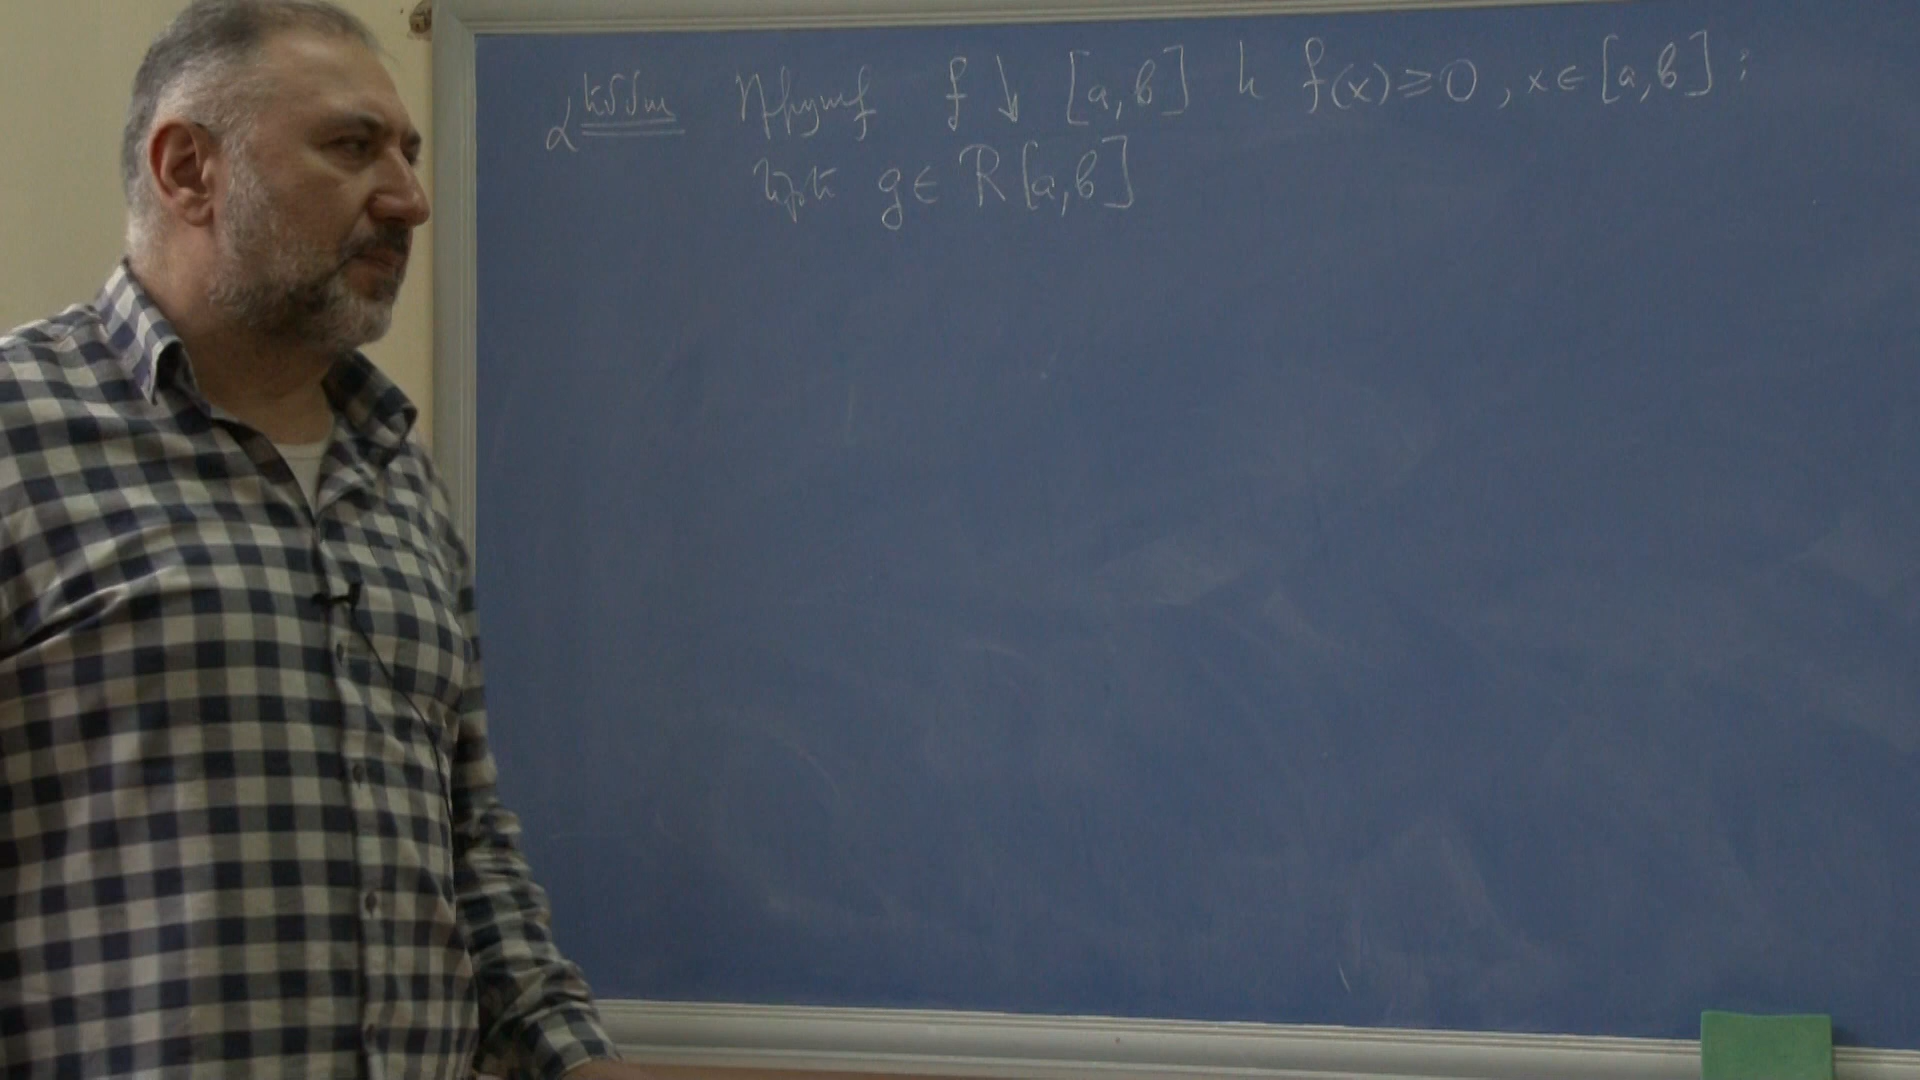 Լեմմա Դիցուք f ↓ [a,b] և f(x) ≥ 0, x ∈ [a,b]:
Եթե g ∈ R[a,b]